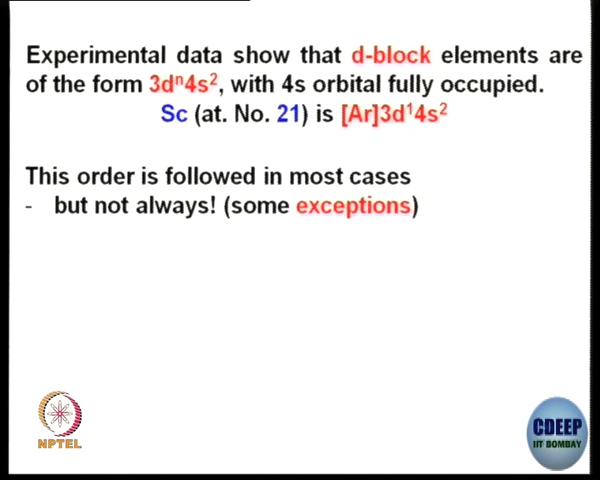 Experimental data show that d-block elements are
of the form 3dⁿ4s², with 4s orbital fully occupied.
Sc (at. No. 21) is [Ar]3d¹4s²
This order is followed in most cases
- but not always! (some exceptions)
NPTEL
CDEEP
IIT BOMBAY